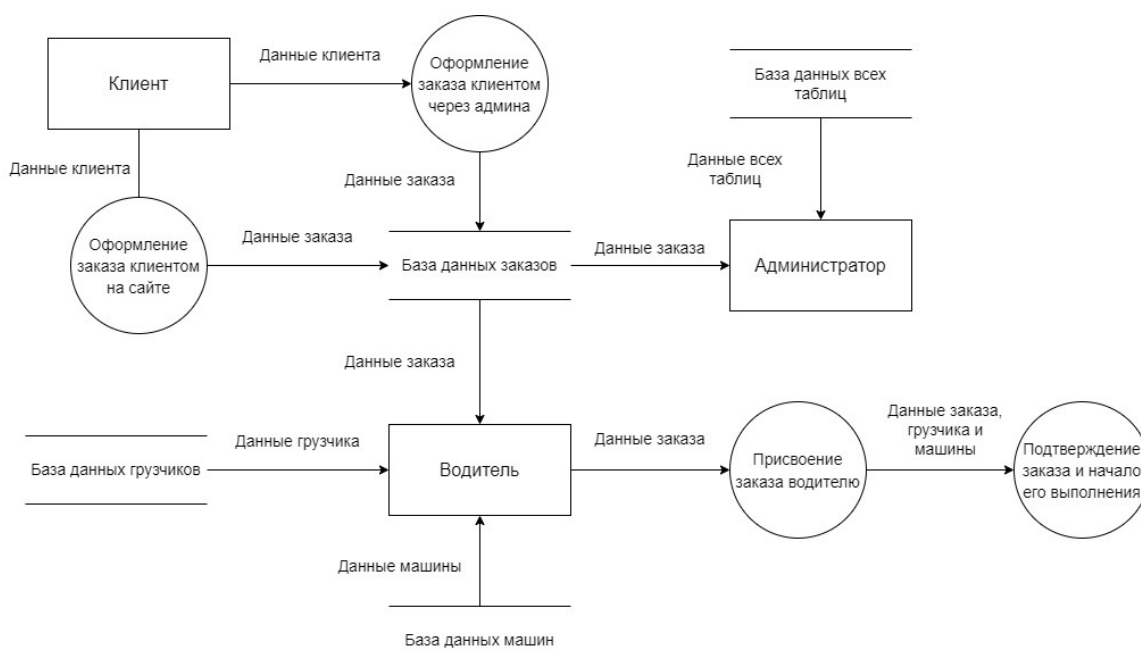 Клиент
Данные клиента
Оформление
заказа клиентом
через админа
База данных всех
таблиц
Данные клиента
Данные заказа
Данные всех
таблиц
Оформление
заказа клиентом
на сайте
Данные заказа
База данных заказов
Данные заказа
Администратор
Данные заказа
База данных грузчиков
Данные грузчика
Водитель
Данные заказа
Присвоение
заказа водителю
Данные заказа,
грузчика и
машины
Подтверждение
заказа и начало
его выполнения
Данные машины
База данных машин